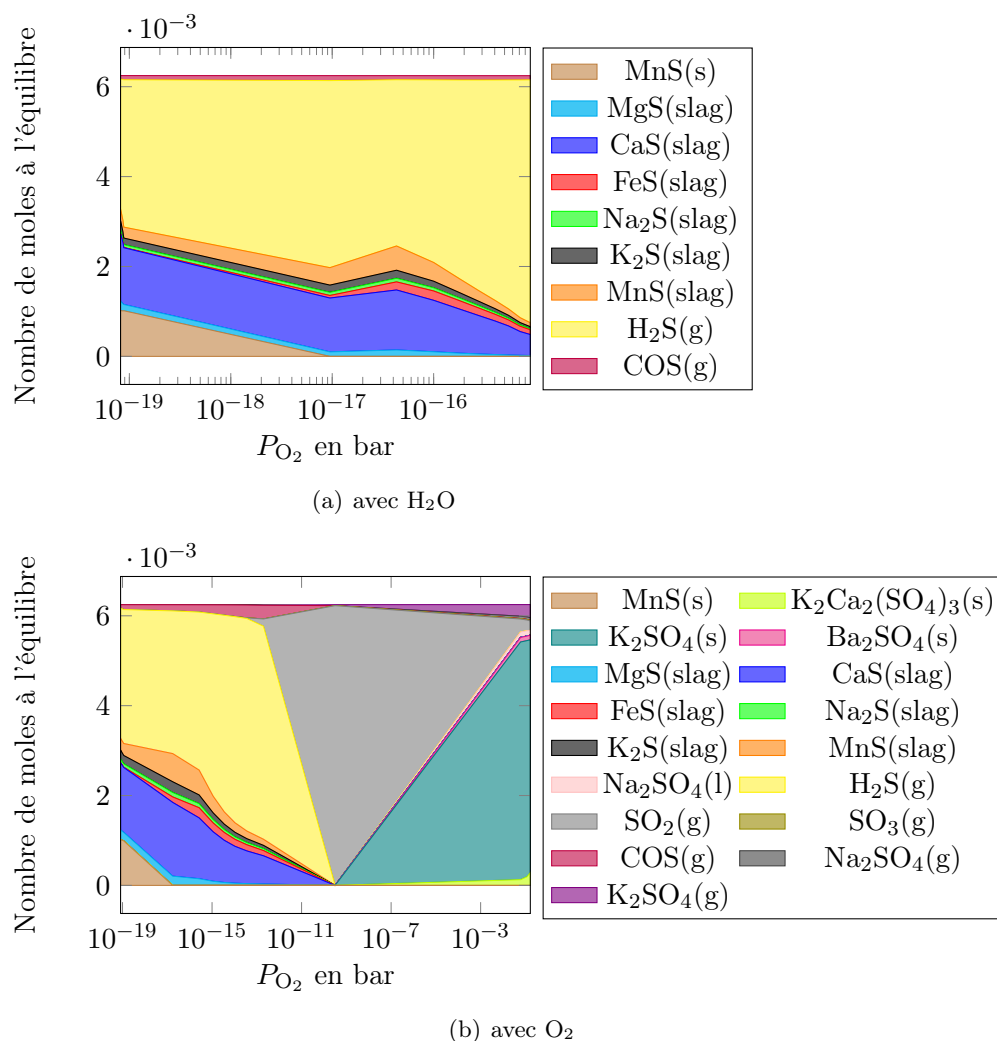 · 10⁻³
Nombre de moles à l'équilibre
6
4
2
0
10⁻¹⁹ 10⁻¹⁸ 10⁻¹⁷ 10⁻¹⁶
P_O₂ en bar
MnS(s)
MgS(slag)
CaS(slag)
FeS(slag)
Na₂S(slag)
K₂S(slag)
MnS(slag)
H₂S(g)
COS(g)
(a) avec H₂O
· 10⁻³
Nombre de moles à l'équilibre
6
4
2
0
10⁻¹⁹ 10⁻¹⁵ 10⁻¹¹ 10⁻⁷ 10⁻³
P_O₂ en bar
MnS(s) K₂Ca₂(SO₄)₃(s)
K₂SO₄(s) Ba₂SO₄(s)
MgS(slag) CaS(slag)
FeS(slag) Na₂S(slag)
K₂S(slag) MnS(slag)
Na₂SO₄(l) H₂S(g)
SO₂(g) SO₃(g)
COS(g) Na₂SO₄(g)
K₂SO₄(g)
(b) avec O₂